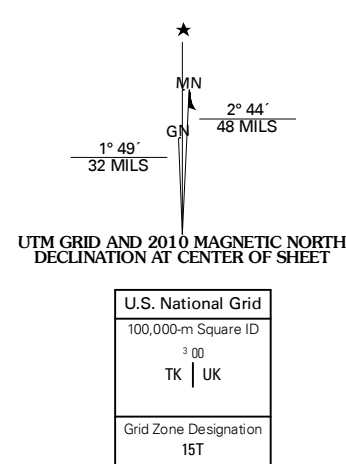 ★
MN
2° 44´
48 MILS
GN
1° 49´
32 MILS
UTM GRID AND 2010 MAGNETIC NORTH
DECLINATION AT CENTER OF SHEET
U.S. National Grid
100,000-m Square ID
3 00
TK | UK
Grid Zone Designation
15T